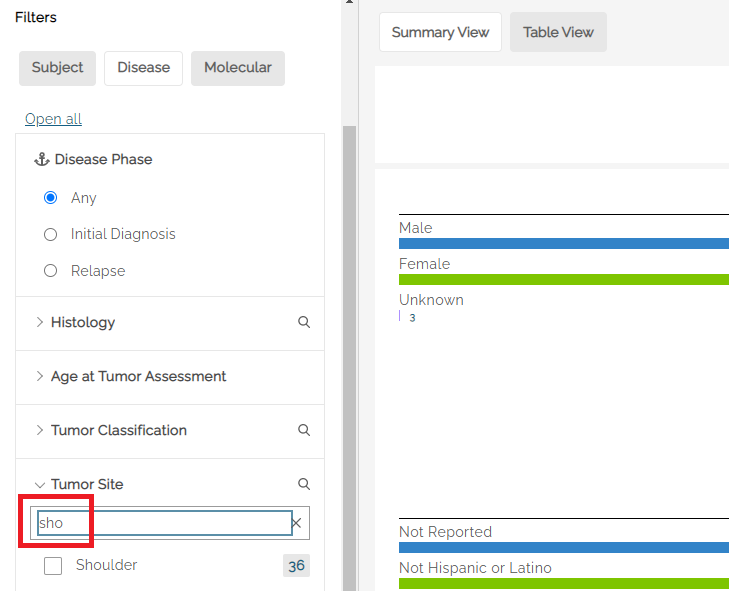 Filters
Subject Disease Molecular
Open all
Disease Phase
Any
Initial Diagnosis
Relapse
Histology
Age at Tumor Assessment
Tumor Classification
Tumor Site
sho
Shoulder 36
Summary View Table View
Male
Female
Unknown
3
Not Reported
Not Hispanic or Latino